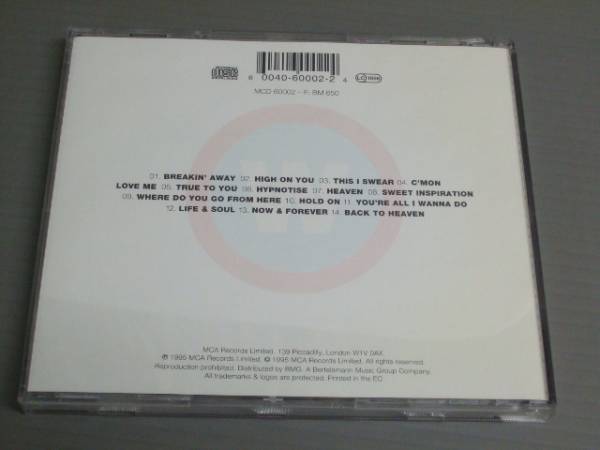 6 0040-60002-2 4
MCD 60002 - F: BM 650
01. BREAKIN' AWAY 02. HIGH ON YOU 03. THIS I SWEAR 04. C'MON
LOVE ME 05. TRUE TO YOU 06. HYPNOTISE 07. HEAVEN 08. SWEET INSPIRATION
09. WHERE DO YOU GO FROM HERE 10. HOLD ON 11. YOU'RE ALL I WANNA DO
12. LIFE & SOUL 13. NOW & FOREVER 14. BACK TO HEAVEN
MCA Records Limited, 139 Piccadilly, London W1V 0AX
℗ 1995 MCA Records Limited. © 1995 MCA Records Limited. All rights reserved.
Reproduction prohibited. Distributed by BMG. A Bertelsmann Music Group Company.
All trademarks & logos are protected. Printed in the EC